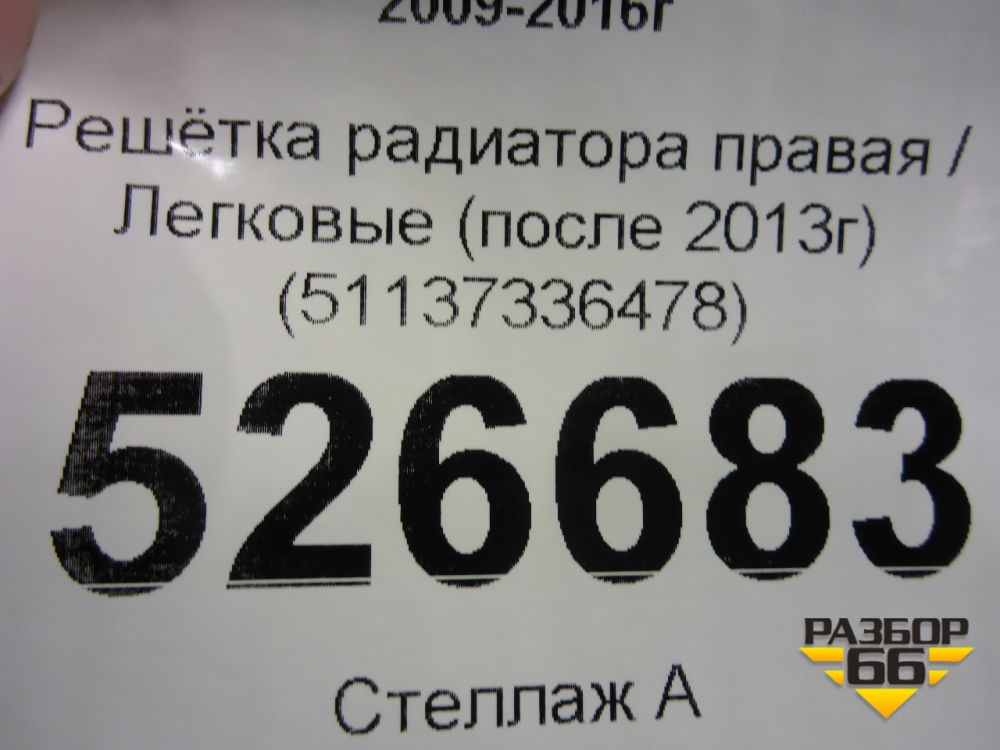 2009-2016г
Решётка радиатора правая /
Легковые (после 2013г)
(51137336478)
526683
РАЗБОР
66
Стеллаж А